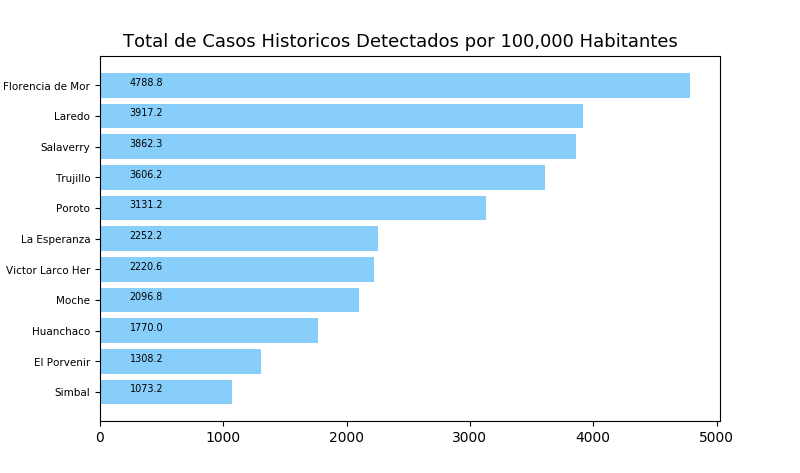 Total de Casos Historicos Detectados por 100,000 Habitantes
Florencia de Mor 4788.8
Laredo 3917.2
Salaverry 3862.3
Trujillo 3606.2
Poroto 3131.2
La Esperanza 2252.2
Victor Larco Her 2220.6
Moche 2096.8
Huanchaco 1770.0
El Porvenir 1308.2
Simbal 1073.2
0 1000 2000 3000 4000 5000